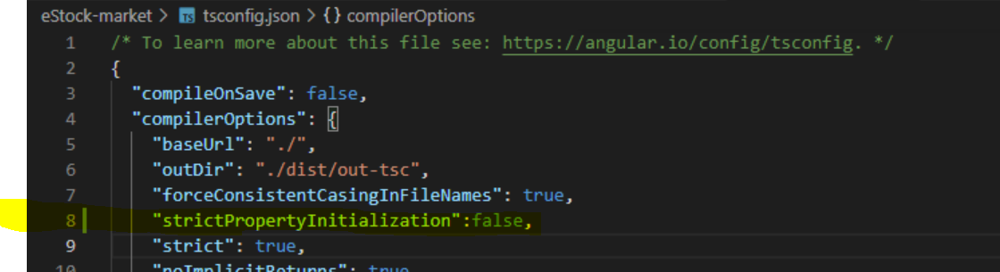 eStock-market > TS tsconfig.json > {} compilerOptions
1 /* To learn more about this file see: https://angular.io/config/tsconfig. */
2 {
3 "compileOnSave": false,
4 "compilerOptions": {
5 "baseUrl": "./",
6 "outDir": "./dist/out-tsc",
7 "forceConsistentCasingInFileNames": true,
8 "strictPropertyInitialization":false,
9 "strict": true,
10 "noImplicitReturns": true